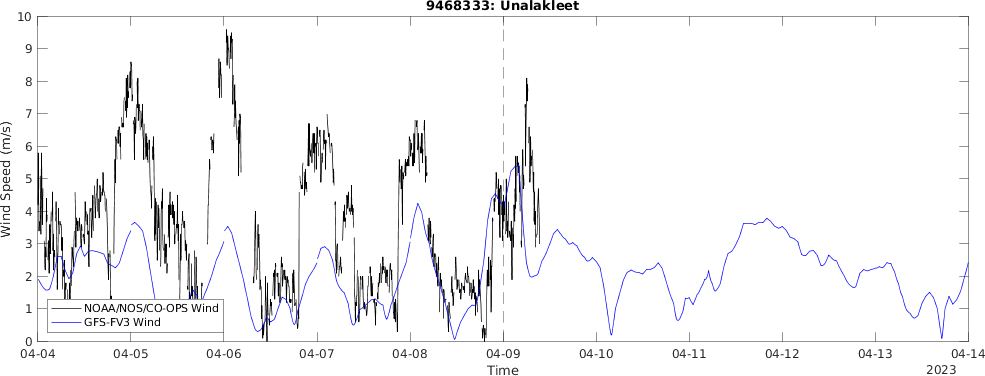 9468333: Unalakleet
Wind Speed (m/s)
10
9
8
7
6
5
4
3
2
1
0
NOAA/NOS/CO-OPS Wind
GFS-FV3 Wind
04-04 04-05 04-06 04-07 04-08 04-09 04-10 04-11 04-12 04-13 04-14
Time
2023